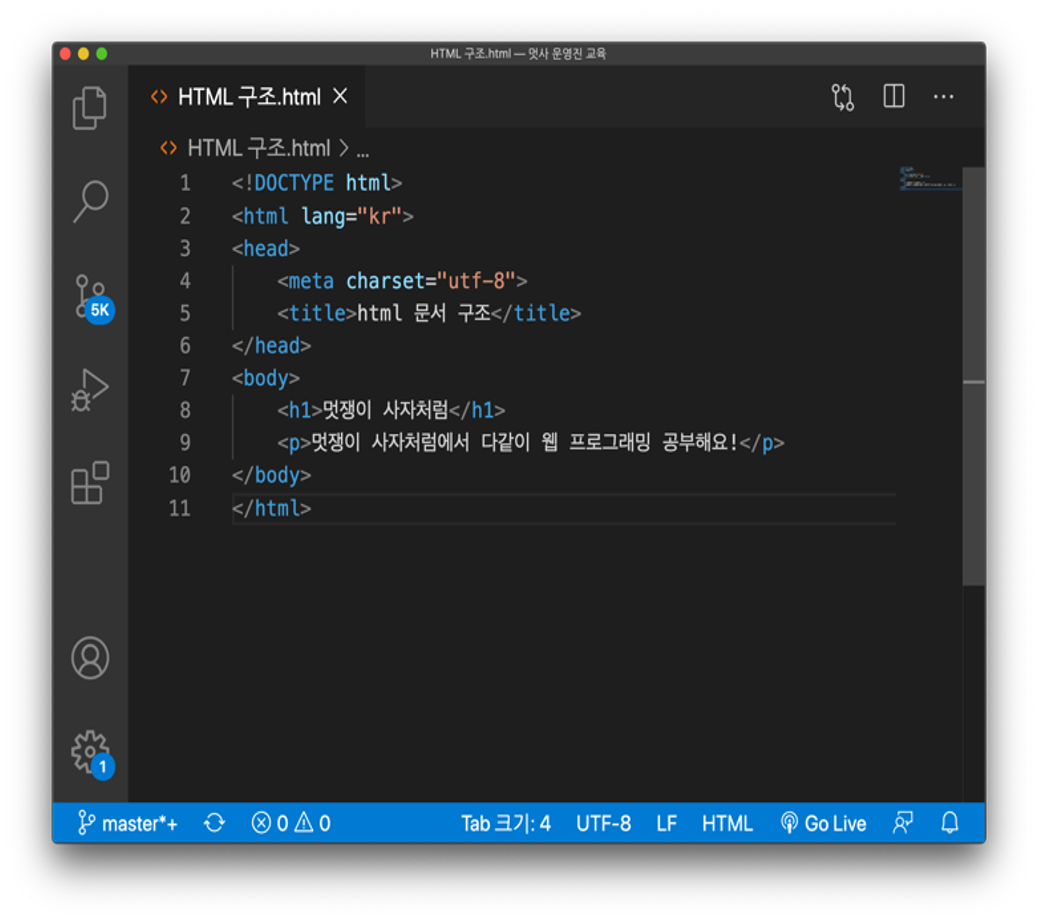 HTML 구조.html — 멋사 운영진 교육
HTML 구조.html
HTML 구조.html > ...
1 <!DOCTYPE html>
2 <html lang="kr">
3 <head>
4     <meta charset="utf-8">
5     <title>html 문서 구조</title>
6 </head>
7 <body>
8     <h1>멋쟁이 사자처럼</h1>
9     <p>멋쟁이 사자처럼에서 다같이 웹 프로그래밍 공부해요!</p>
10 </body>
11 </html>
5K
1
master*+ 0 0 Tab 크기: 4 UTF-8 LF HTML Go Live